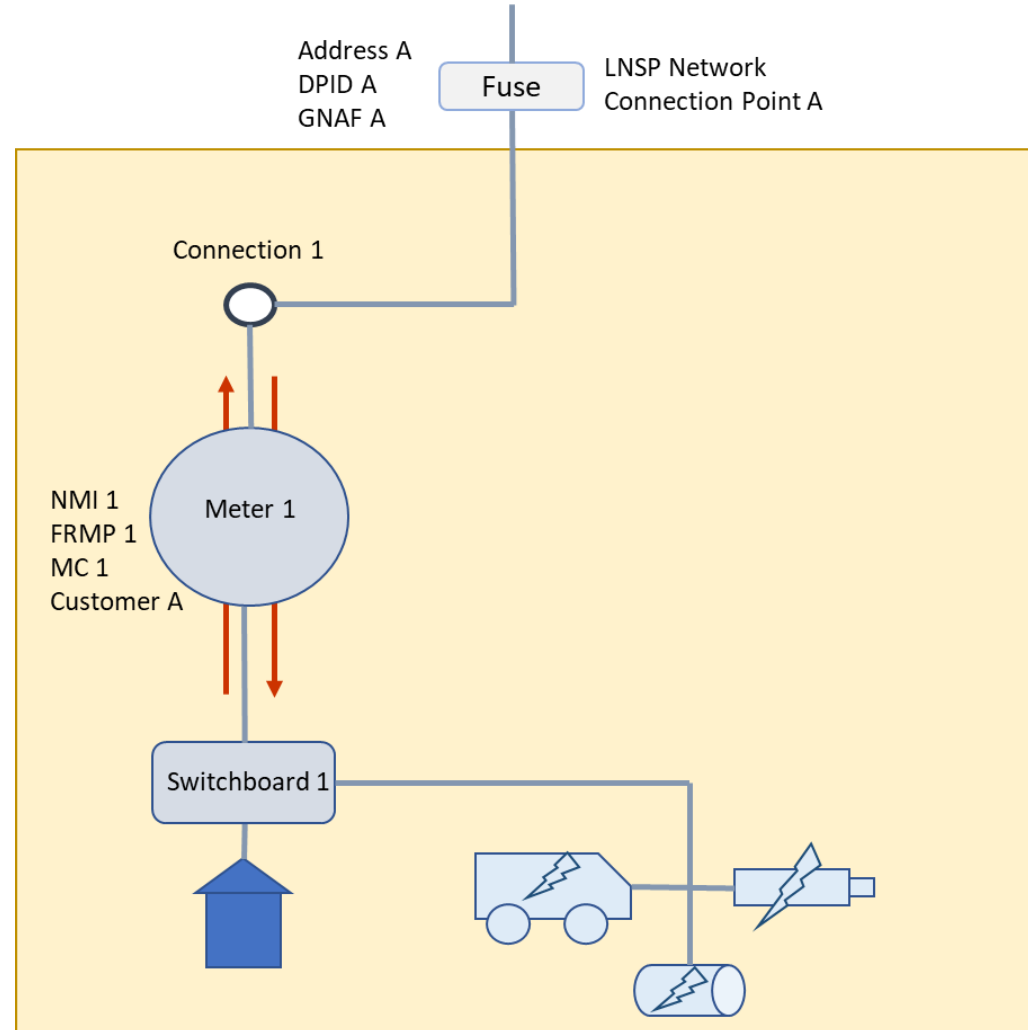 Address A
DPID A
GNAF A
Fuse
LNSP Network
Connection Point A
Connection 1
Meter 1
NMI 1
FRMP 1
MC 1
Customer A
Switchboard 1